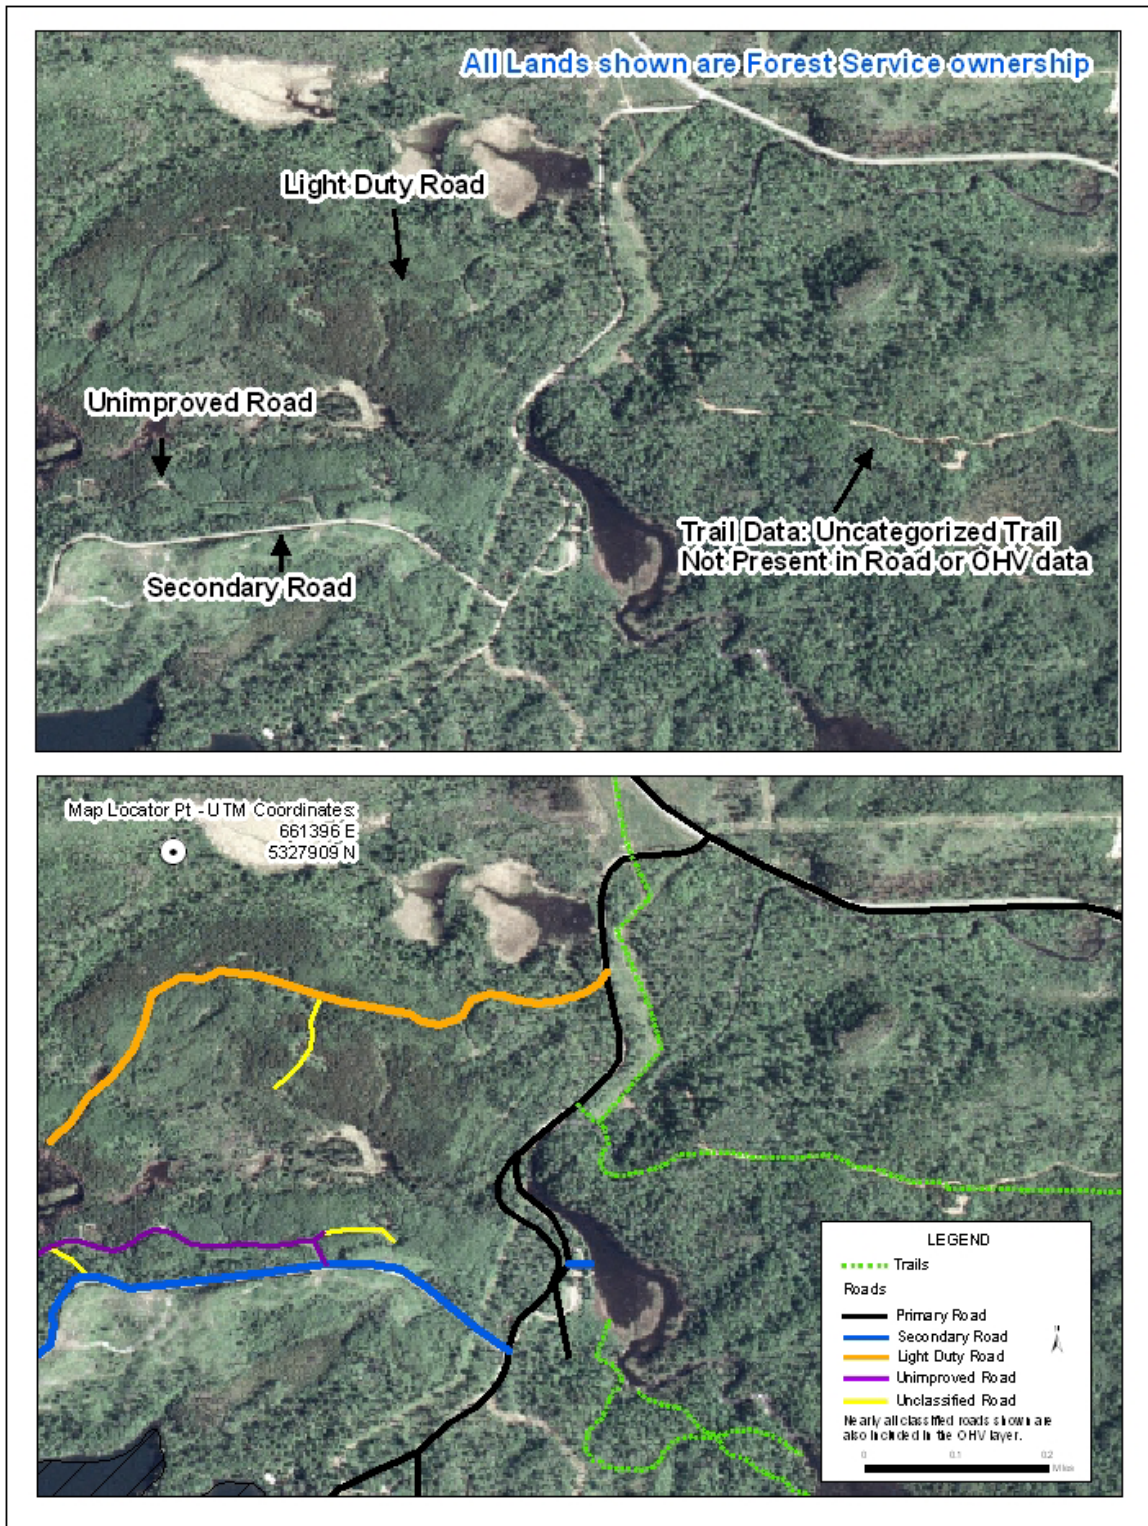 All Lands shown are Forest Service ownership
Light Duty Road
Unimproved Road
Secondary Road
Trail Data: Uncategorized Trail
Not Present in Road or OHV data
Map Locator Pt - UTM Coordinates:
661396 E
5327909 N
LEGEND
Trails
Roads
Primary Road
Secondary Road
Light Duty Road
Unimproved Road
Unclassified Road
Nearly all classified roads shown are
also included in the OHV layer.
0 0.1 0.2
Miles